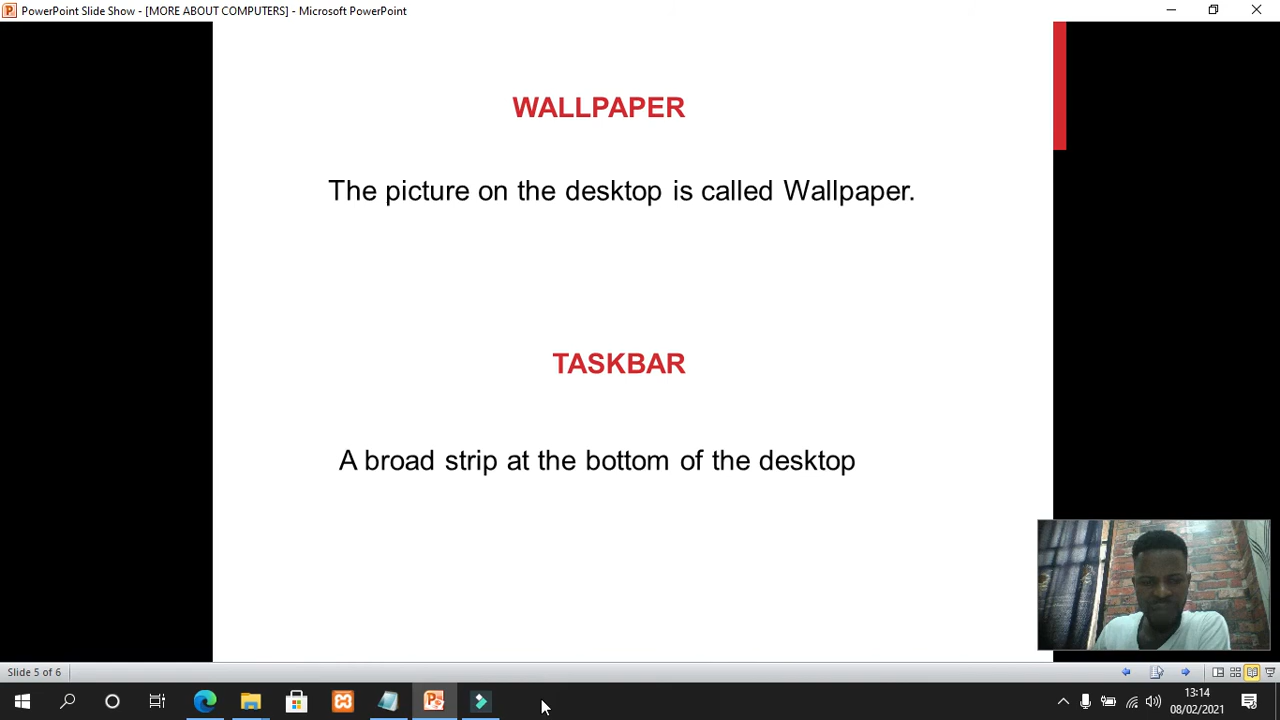 PowerPoint Slide Show - [MORE ABOUT COMPUTERS] - Microsoft PowerPoint
WALLPAPER
The picture on the desktop is called Wallpaper.
TASKBAR
A broad strip at the bottom of the desktop
Slide 5 of 6
13:14
08/02/2021